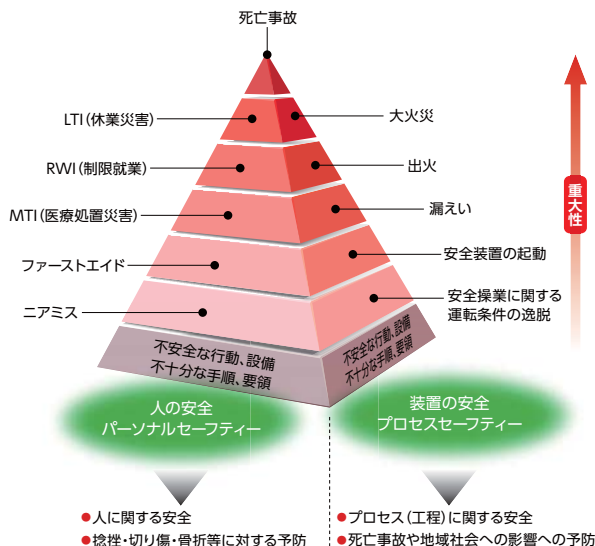 死亡事故
LTI(休業災害)
大火災
RWI(制限就業)
出火
MTI(医療処置災害)
漏えい
ファーストエイド
安全装置の起動
ニアミス
安全操業に関する
運転条件の逸脱
重大性
不安全な行動、設備
不十分な手順、要領
不安全な行動、設備
不十分な手順、要領
人の安全
パーソナルセーフティー
装置の安全
プロセスセーフティー
●人に関する安全
●捻挫・切り傷・骨折等に対する予防
●プロセス(工程)に関する安全
●死亡事故や地域社会への影響への予防